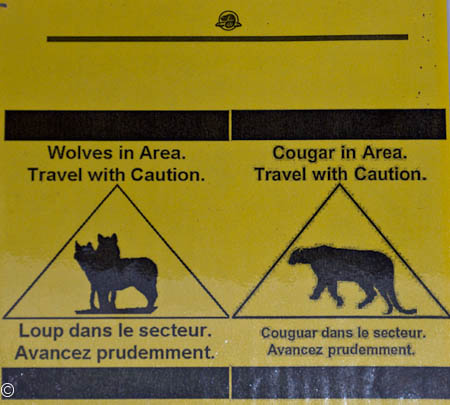 Wolves in Area.
Travel with Caution.
Loup dans le secteur.
Avancez prudemment.
Cougar in Area.
Travel with Caution.
Couguar dans le secteur.
Avancez prudemment.
©